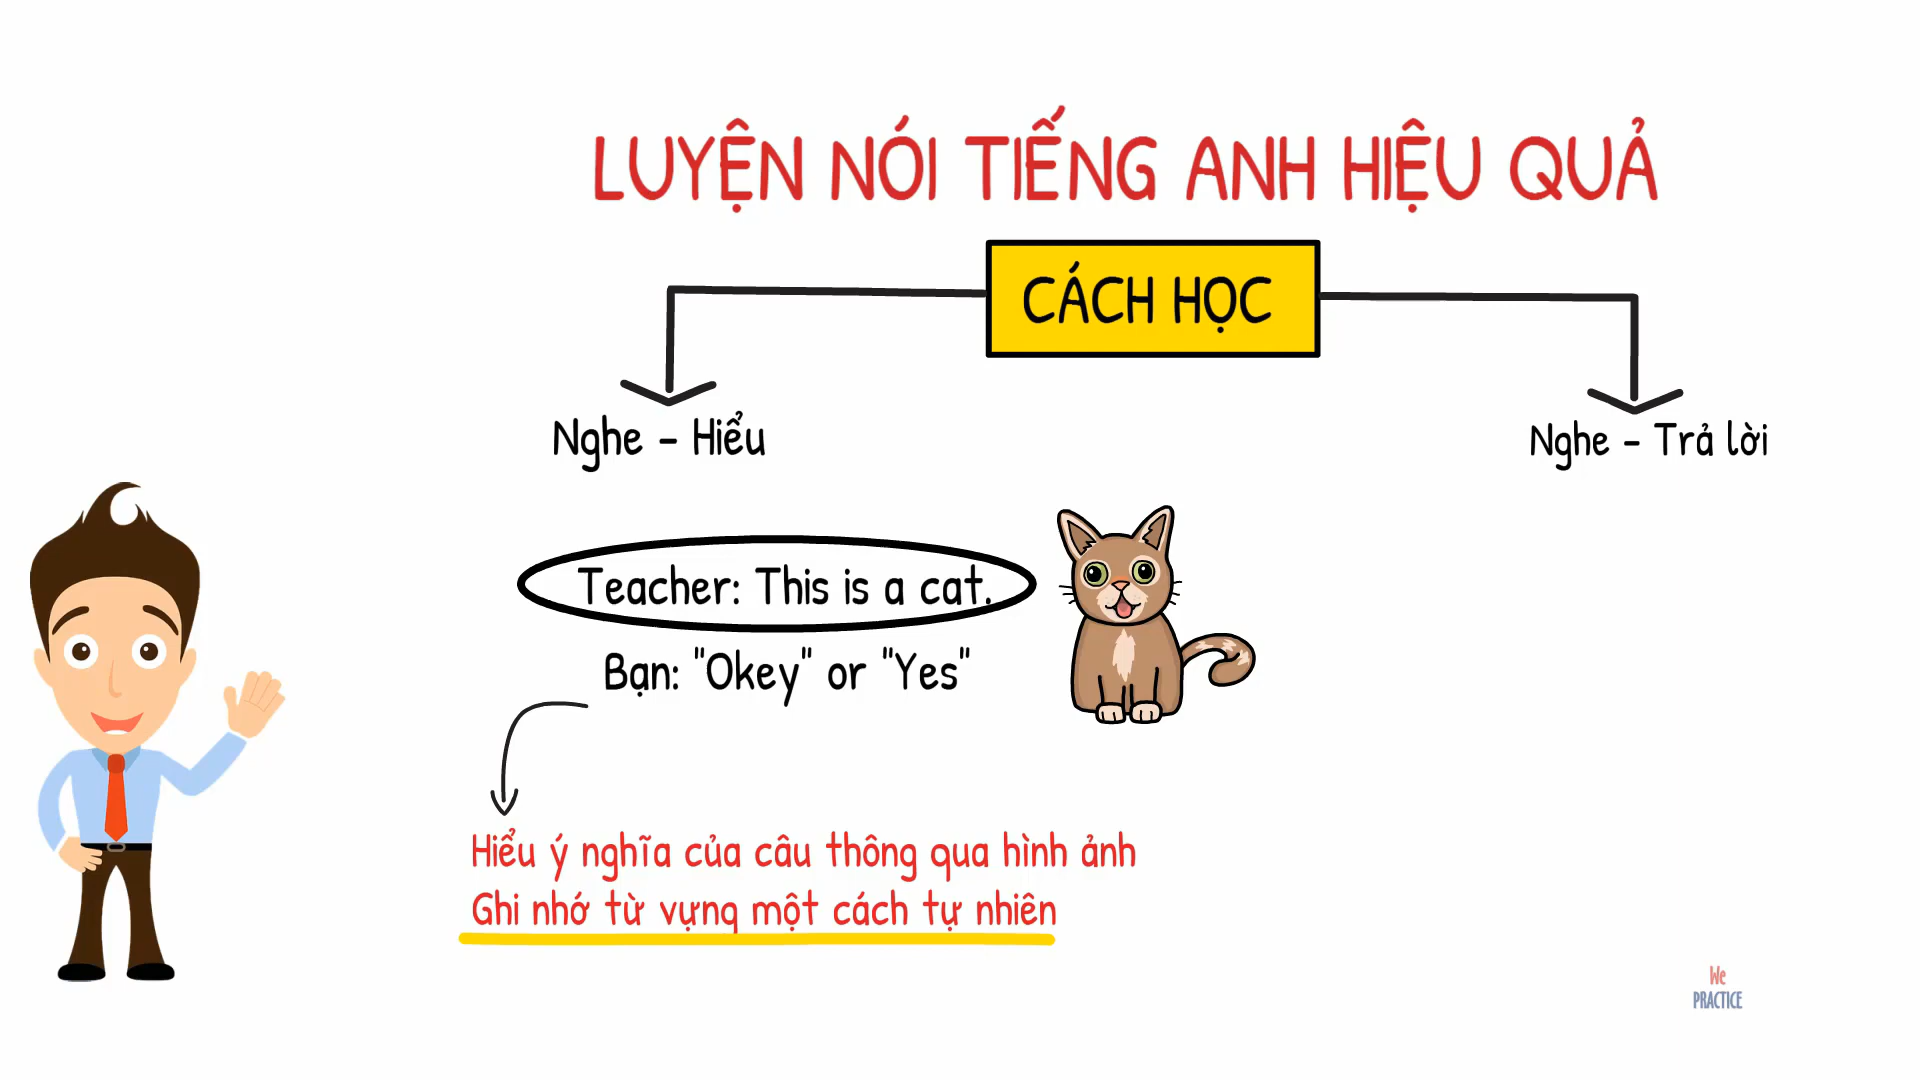 LUYỆN NÓI TIẾNG ANH HIỆU QUẢ
CÁCH HỌC
Nghe - Hiểu
Nghe - Trả lời
Teacher: This is a cat.
Bạn: "Okey" or "Yes"
Hiểu ý nghĩa của câu thông qua hình ảnh
Ghi nhớ từ vựng một cách tự nhiên
We
PRACTICE